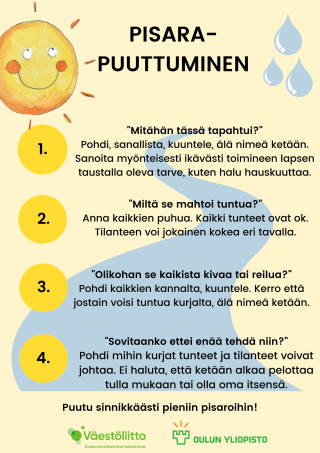 PISARA-
PUUTTUMINEN
1.
"Mitähän tässä tapahtui?"
Pohdi, sanallista, kuuntele, älä nimeä ketään.
Sanoita myönteisesti ikävästi toimineen lapsen
taustalla oleva tarve, kuten halu hauskuuttaa.
2.
"Miltä se mahtoi tuntua?"
Anna kaikkien puhua. Kaikki tunteet ovat ok.
Tilanteen voi jokainen kokea eri tavalla.
3.
"Olikohan se kaikista kivaa tai reilua?"
Pohdi kaikkien kannalta, kuuntele. Kerro että
jostain voisi tuntua kurjalta, älä nimeä ketään.
4.
"Sovitaanko ettei enää tehdä niin?"
Pohdi mihin kurjat tunteet ja tilanteet voivat
johtaa. Ei haluta, että ketään alkaa pelottaa
tulla mukaan tai olla oma itsensä.
Puutu sinnikkäästi pieniin pisaroihin!
Väestöliitto
OULUN YLIOPISTO